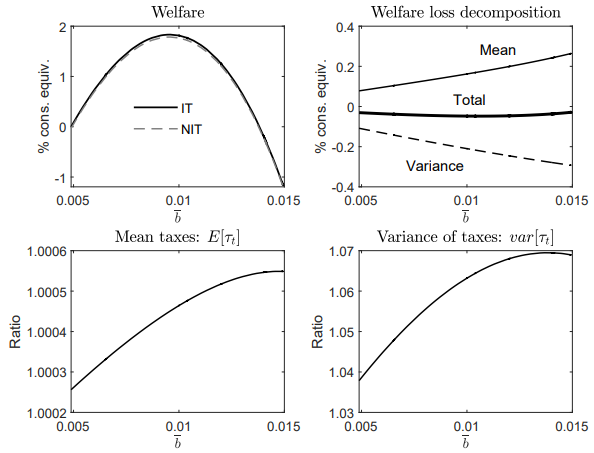 Welfare
% cons. equiv.
2
1
0
-1
IT
NIT
0.005
0.01
0.015
b̅
Welfare loss decomposition
% cons. equiv.
0.4
0.2
0
-0.2
-0.4
Mean
Total
Variance
0.005
0.01
0.015
b̅
Mean taxes: E[τt]
Ratio
1.0006
1.0005
1.0004
1.0003
1.0002
0.005
0.01
0.015
b̅
Variance of taxes: var[τt]
Ratio
1.07
1.06
1.05
1.04
1.03
0.005
0.01
0.015
b̅